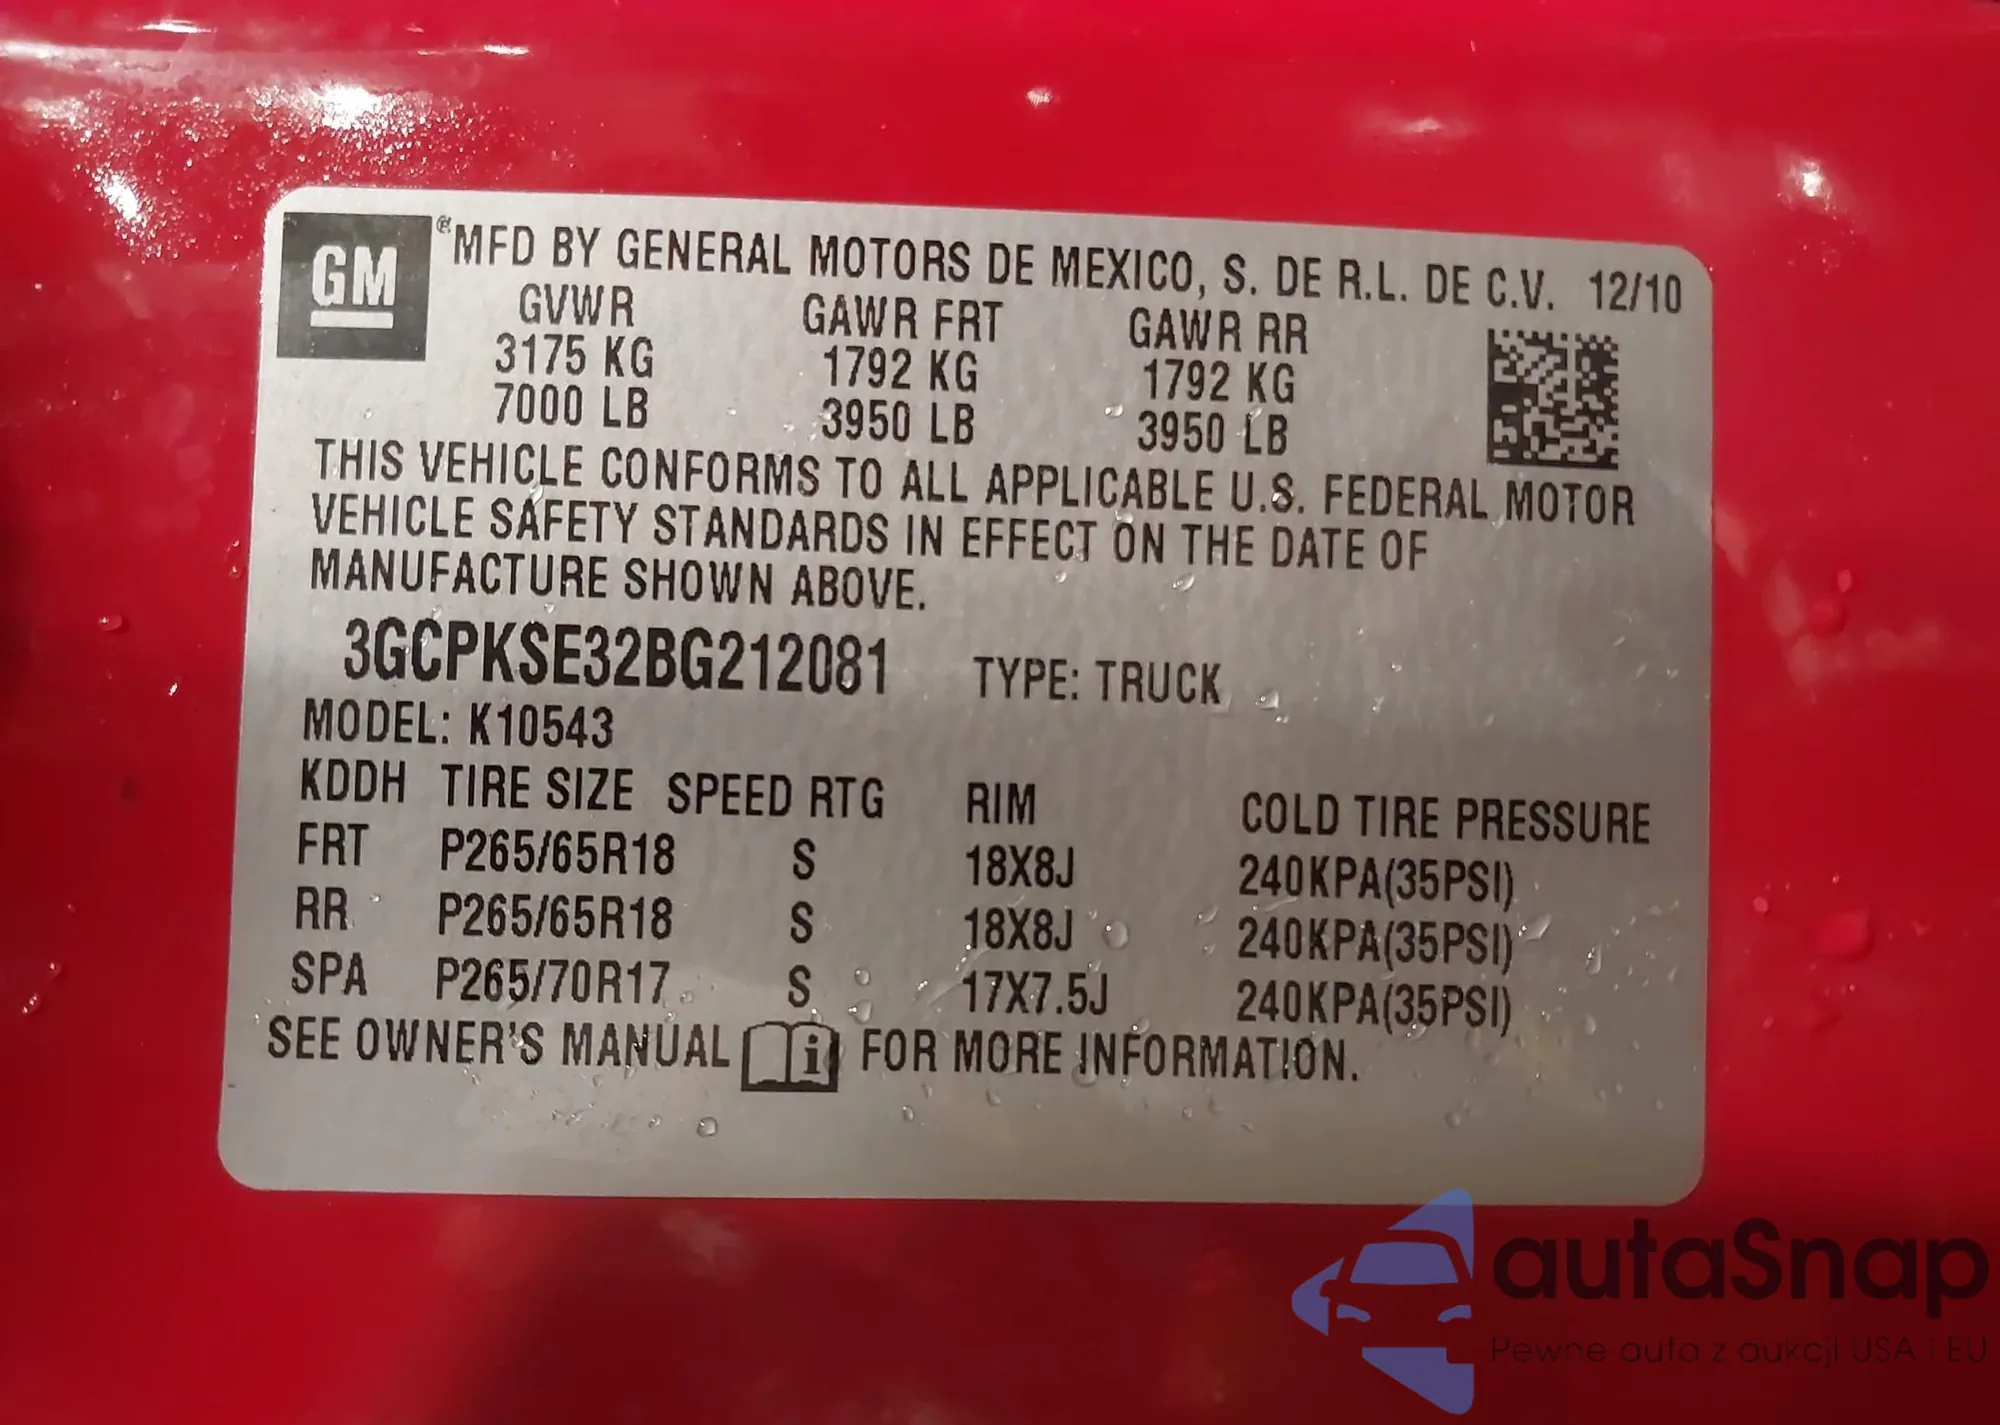 GM
MFD BY GENERAL MOTORS DE MEXICO, S. DE R.L. DE C.V. 12/10
GVWR GAWR FRT GAWR RR
3175 KG 1792 KG 1792 KG
7000 LB 3950 LB 3950 LB
THIS VEHICLE CONFORMS TO ALL APPLICABLE U.S. FEDERAL MOTOR
VEHICLE SAFETY STANDARDS IN EFFECT ON THE DATE OF
MANUFACTURE SHOWN ABOVE.
3GCPKSE32BG212081 TYPE: TRUCK
MODEL: K10543
KDDH TIRE SIZE SPEED RTG RIM COLD TIRE PRESSURE
FRT P265/65R18 S 18X8J 240KPA(35PSI)
RR P265/65R18 S 18X8J 240KPA(35PSI)
SPA P265/70R17 S 17X7.5J 240KPA(35PSI)
SEE OWNER'S MANUAL i FOR MORE INFORMATION.
autaSnap
Pewne auta z aukcji USA i EU